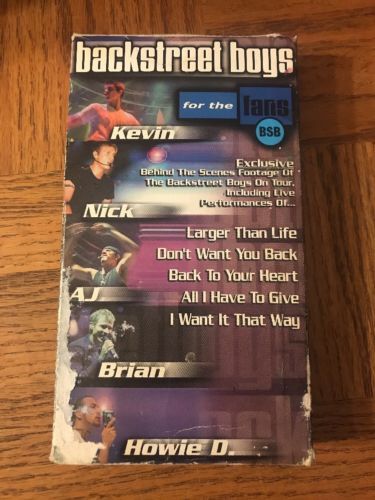 backstreet boys
for the fans
BSB
Kevin
Exclusive
Behind The Scenes Footage Of
The Backstreet Boys On Tour,
Including Live
Performances Of...
Nick
Larger Than Life
Don't Want You Back
Back To Your Heart
AJ
All I Have To Give
I Want It That Way
Brian
Howie D.